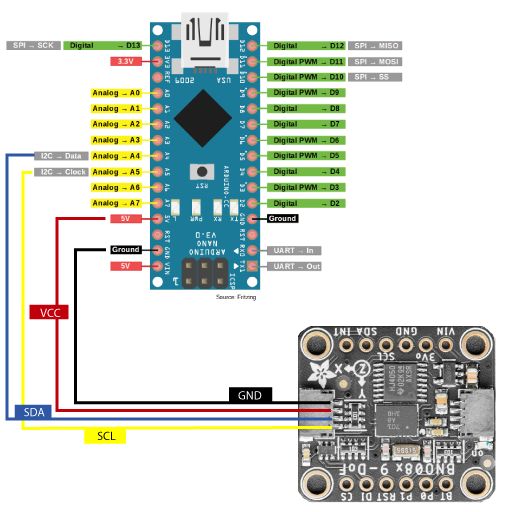 SPI → SCK
Digital → D13
3.3V
Analog → A0
Analog → A1
Analog → A2
Analog → A3
I2C → Data
Analog → A4
I2C → Clock
Analog → A5
Analog → A6
Analog → A7
5V
Ground
5V
D13
3V3
REF
A0
A1
A2
A3
A4
A5
A6
A7
5V
RST
GND
VIN
USA
2009
RST
ARDUINO.CC
L
PWR
RX
TX
ARDUINO
NANO
V3.0
ICSP
1
D12
D11
D10
D9
D8
D7
D6
D5
D4
D3
D2
GND
RST
RX0
TX1
Digital → D12
SPI → MISO
Digital PWM → D11
SPI → MOSI
Digital PWM → D10
SPI → SS
Digital PWM → D9
Digital → D8
Digital → D7
Digital PWM → D6
Digital PWM → D5
Digital → D4
Digital PWM → D3
Digital → D2
Ground
UART → In
UART → Out
Source: Fritzing
VCC
GND
SDA
SCL
VIN
3Vo
GND
SCL
SDA
INT
X
Z
Y
on
BNO08x 9-DoF
BT P0 P1 RST DI CS